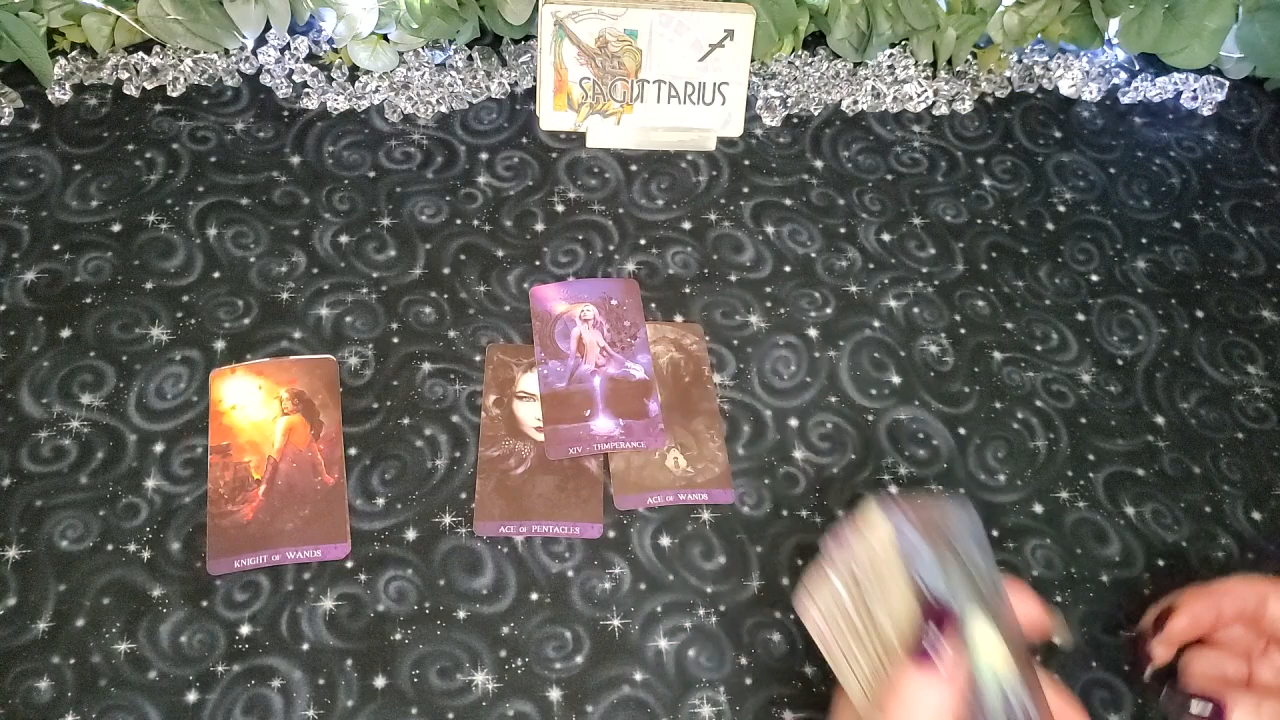 SAGITTARIUS
XIV - TEMPERANCE
ACE OF WANDS
ACE OF PENTACLES
KNIGHT OF WANDS